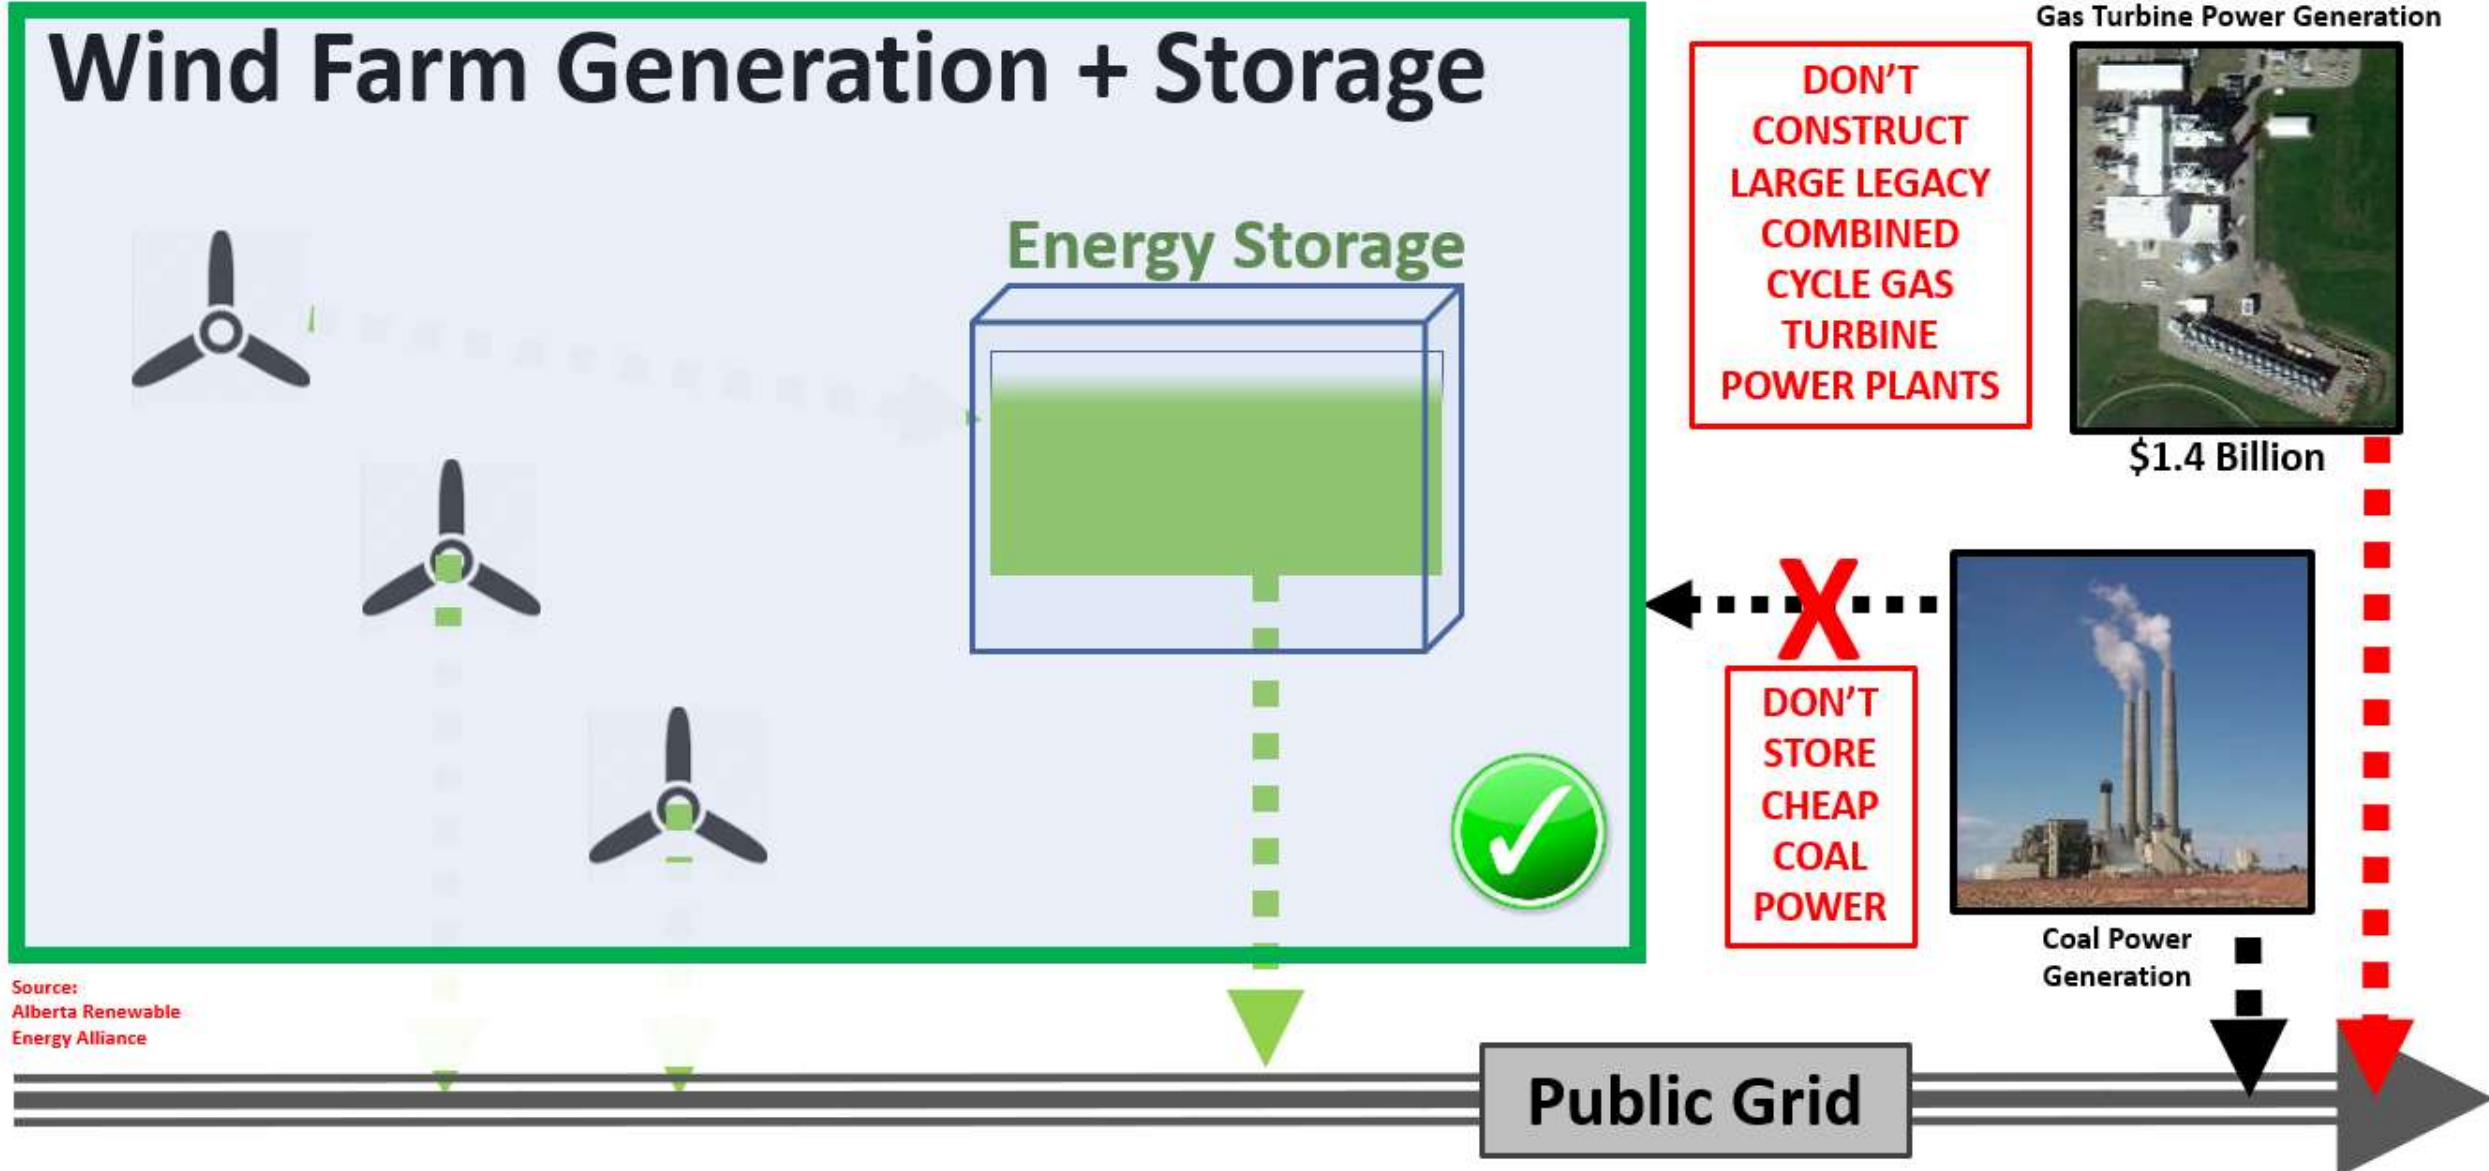 Wind Farm Generation + Storage
Energy Storage
Gas Turbine Power Generation
DON’T
CONSTRUCT
LARGE LEGACY
COMBINED
CYCLE GAS
TURBINE
POWER PLANTS
$1.4 Billion
X
DON’T
STORE
CHEAP
COAL
POWER
Coal Power
Generation
Source:
Alberta Renewable
Energy Alliance
Public Grid